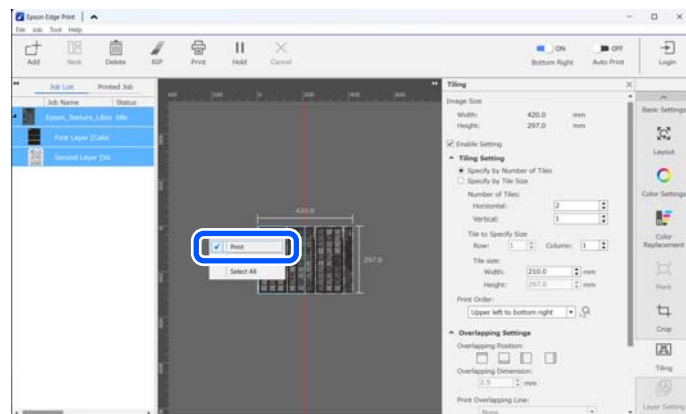 Epson Edge Print
File Job Tool Help
Add Nest Delete RIP Print Hold Cancel
ON OFF
Bottom Right Auto Print Login
Job List Printed Job
Job Name Status
Epson_Texture_Libra Idle
First Layer [Color
Second Layer [Va
420.0
297.0
Print
Select All
Tiling
Image Size
Width: 420.0 mm
Height: 297.0 mm
Enable Setting
Tiling Setting
Specify by Number of Tiles
Specify by Tile Size
Number of Tiles:
Horizontal: 2
Vertical: 1
Tile to Specify Size
Row: 1 Column: 1
Tile size:
Width: 210.0 mm
Height: 297.0 mm
Print Order:
Upper left to bottom right
Overlapping Settings
Overlapping Position:
Overlapping Dimension:
2.5 mm
Print Overlapping Line:
None
Basic Settings
Layout
Color Settings
Color
Replacement
Mark
Crop
Tiling
Layer Setting